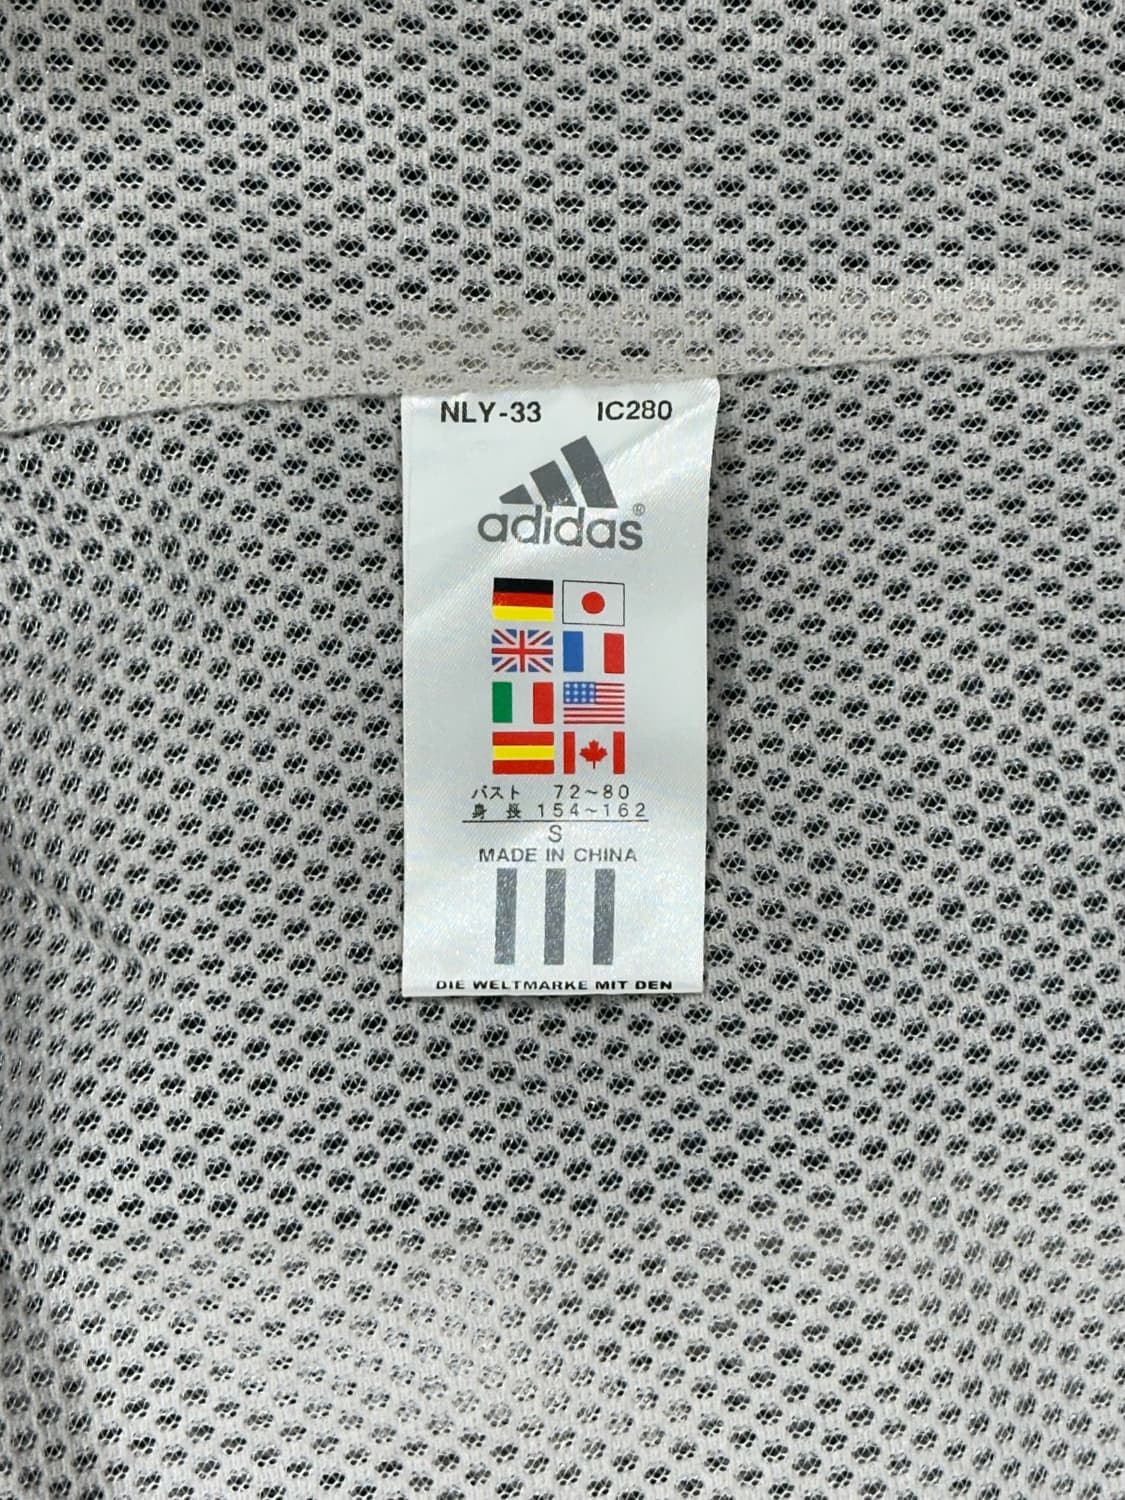 NLY-33 IC280
adidas®
バスト 72~80
身長 154~162
S
MADE IN CHINA
DIE WELTMARKE MIT DEN